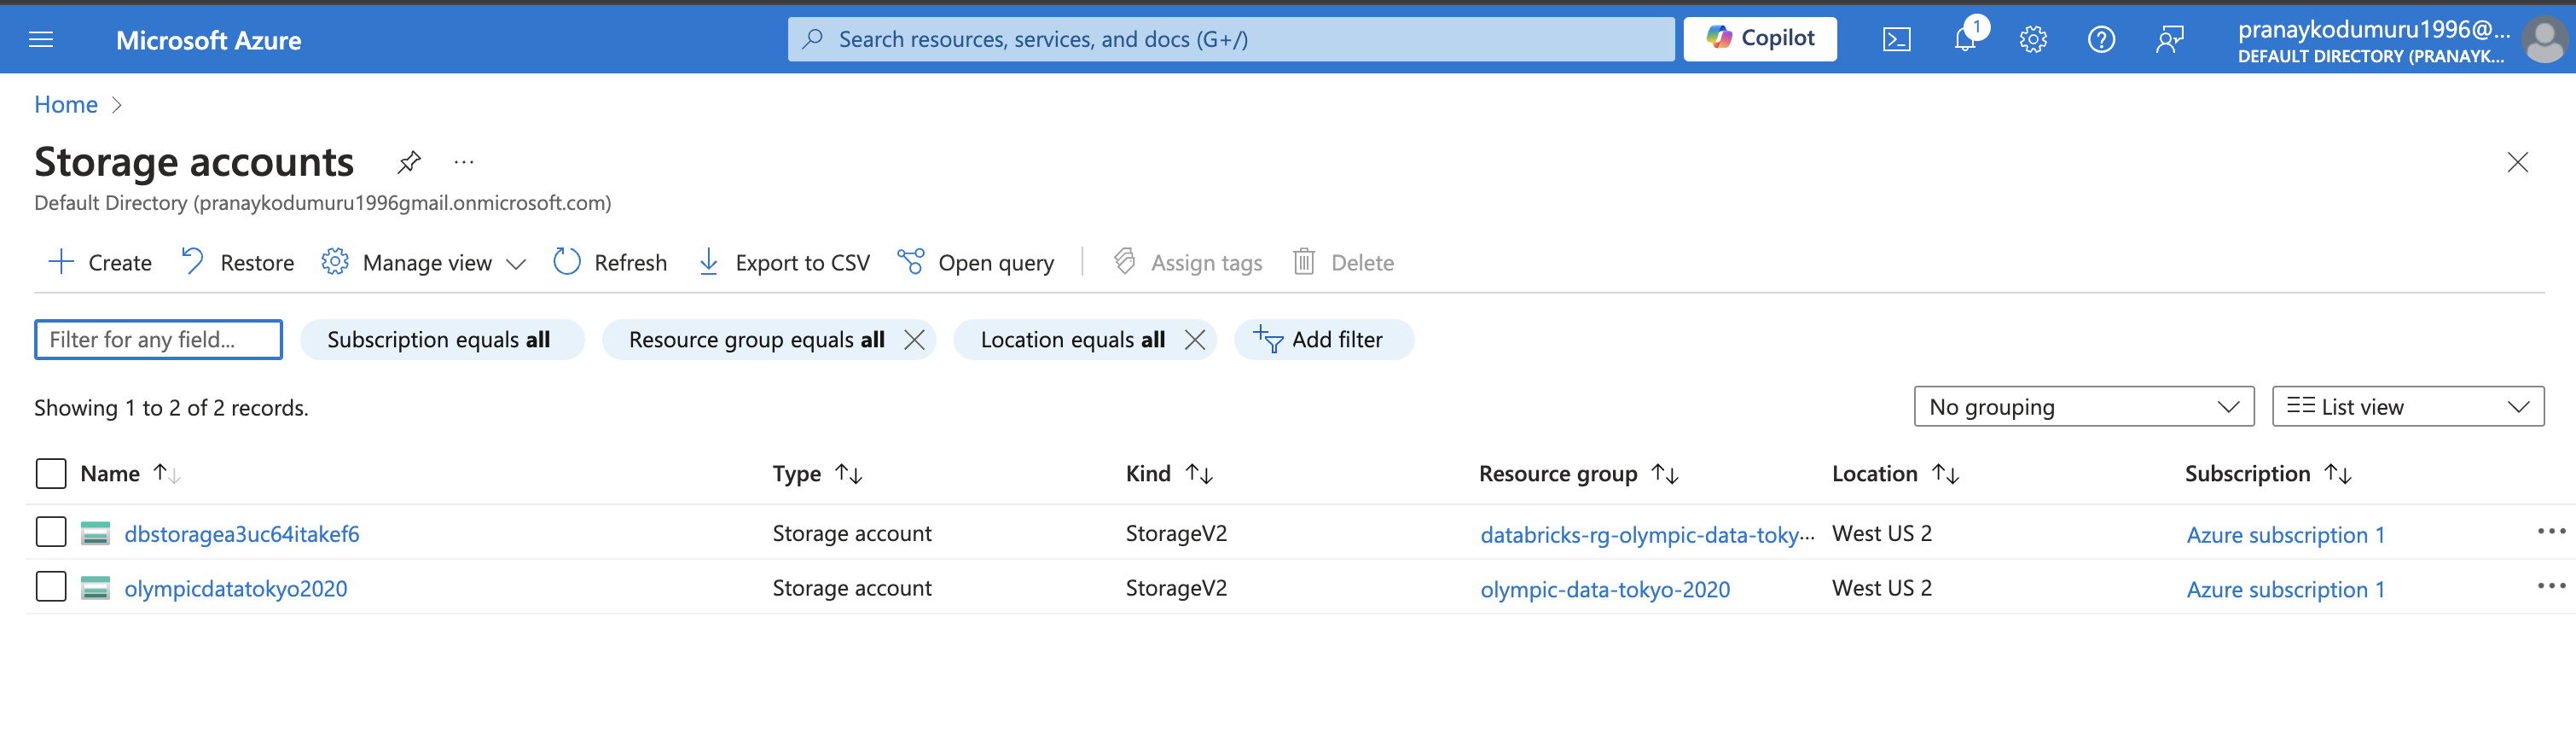 Microsoft Azure
Search resources, services, and docs (G+/)
Copilot
1
pranaykodumuru1996@...
DEFAULT DIRECTORY (PRANAYK...
Home
Storage accounts
Default Directory (pranaykodumuru1996gmail.onmicrosoft.com)
Create Restore Manage view Refresh Export to CSV Open query Assign tags Delete
Filter for any field... Subscription equals all Resource group equals all Location equals all Add filter
Showing 1 to 2 of 2 records. No grouping List view
Name Type Kind Resource group Location Subscription
dbstoragea3uc64itakef6 Storage account StorageV2 databricks-rg-olympic-data-toky... West US 2 Azure subscription 1
olympicdatatokyo2020 Storage account StorageV2 olympic-data-tokyo-2020 West US 2 Azure subscription 1